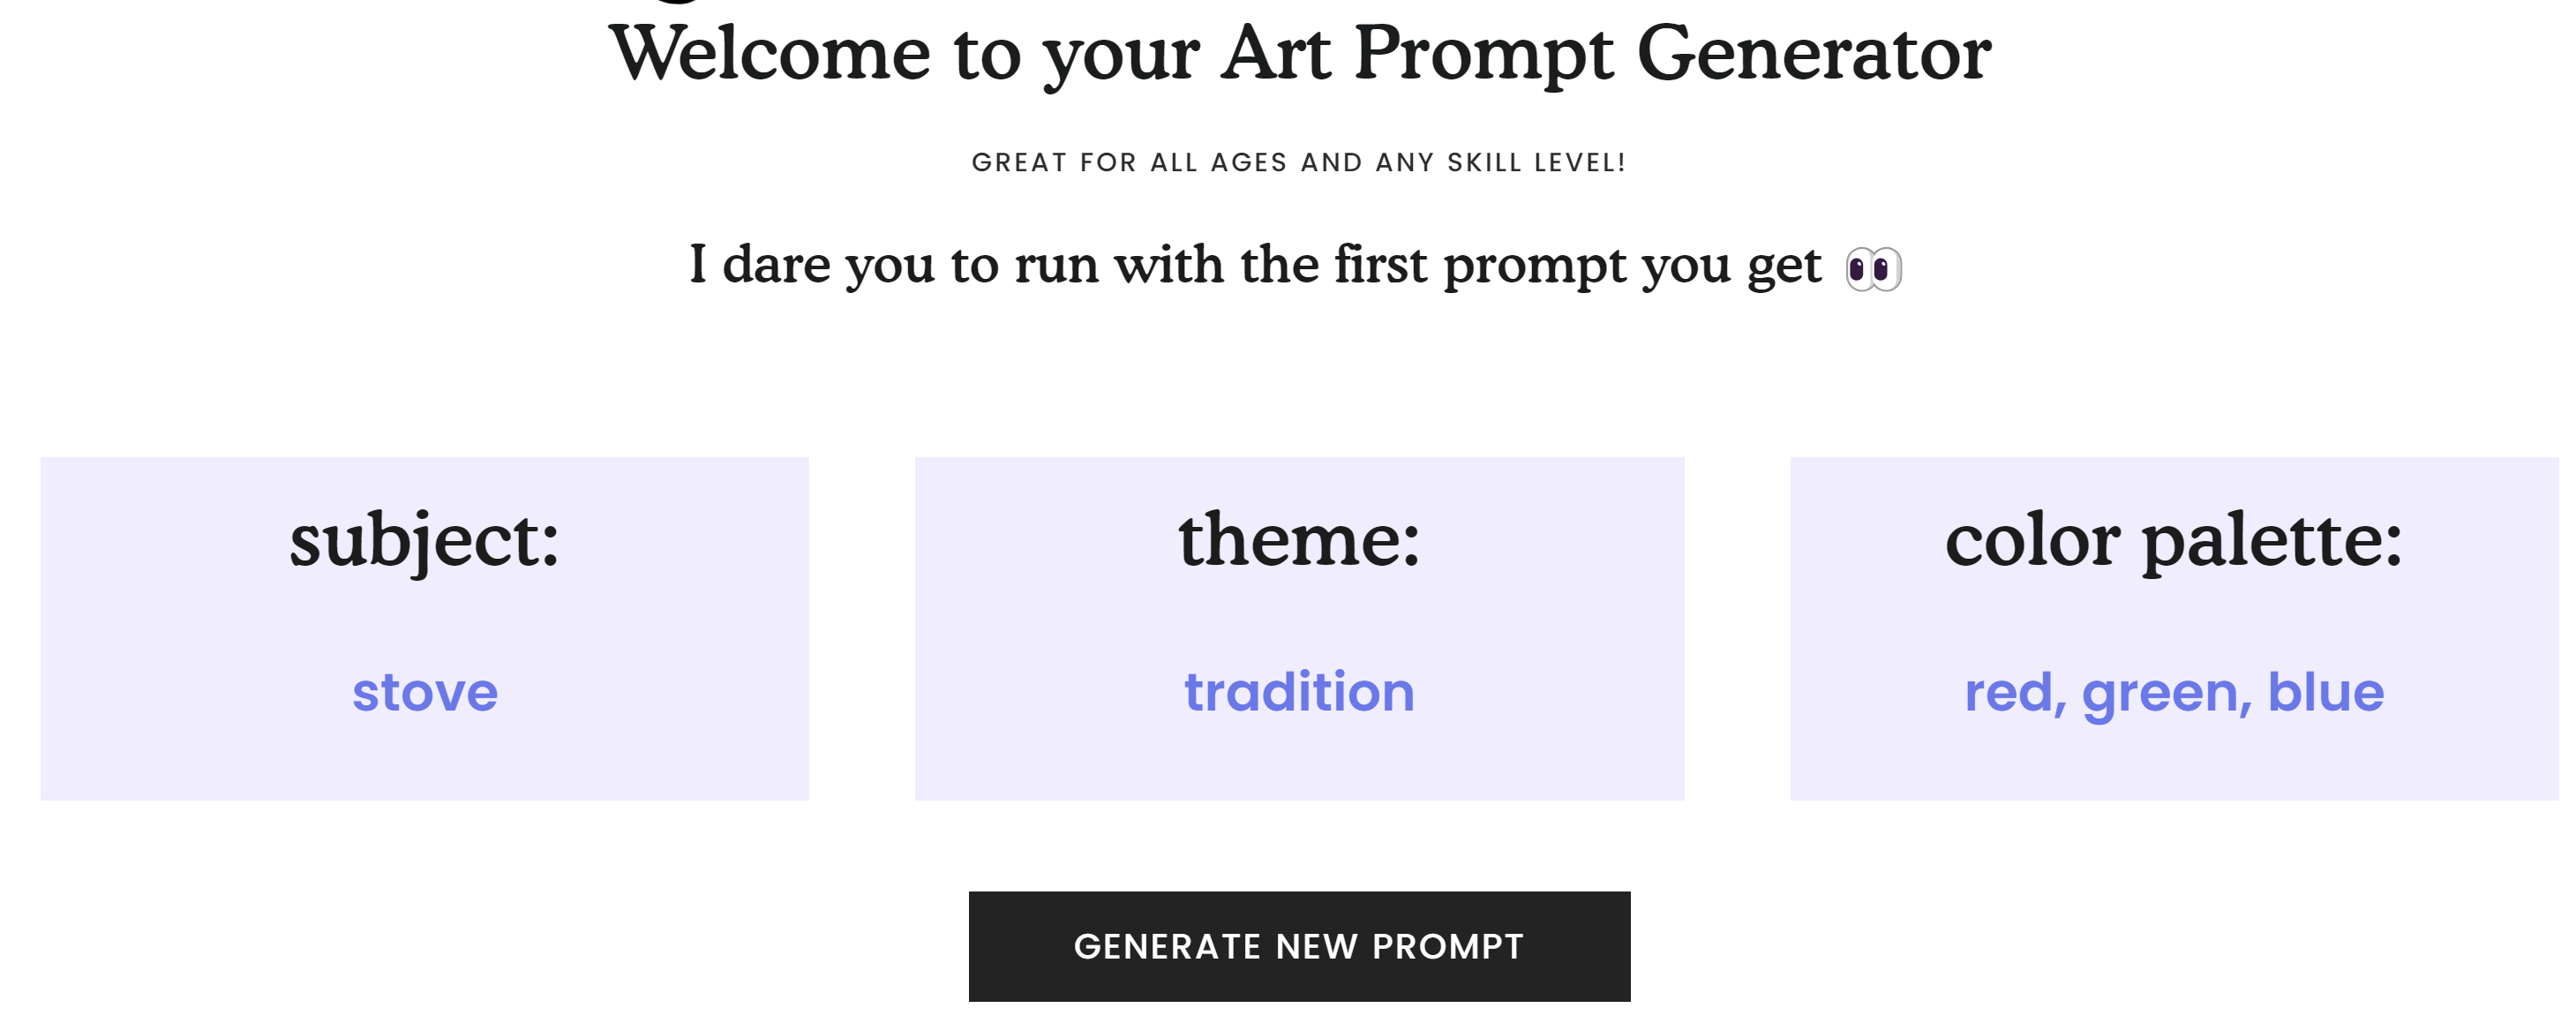 Welcome to your Art Prompt Generator
GREAT FOR ALL AGES AND ANY SKILL LEVEL!
I dare you to run with the first prompt you get 👀
subject:
stove
theme:
tradition
color palette:
red, green, blue
GENERATE NEW PROMPT